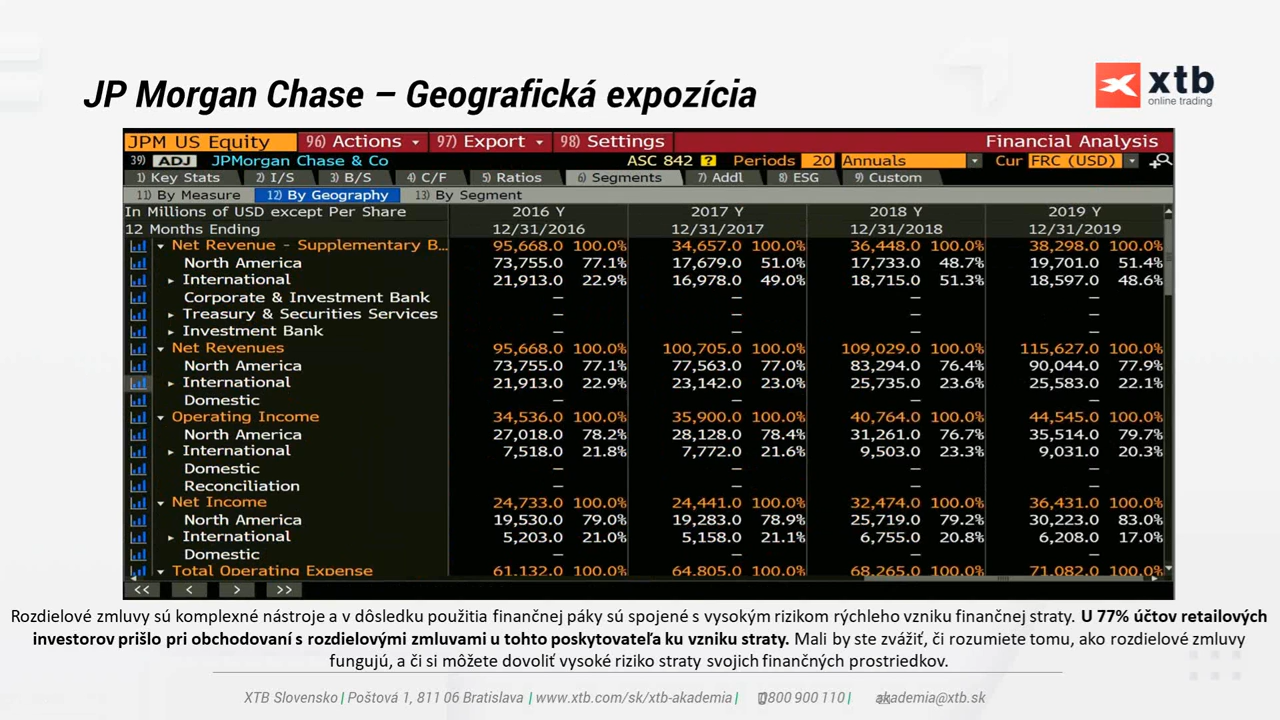 JP Morgan Chase – Geografická expozícia
xtb
online trading
JPM US Equity 96) Actions 97) Export 98) Settings Financial Analysis
39) ADJ JPMorgan Chase & Co ASC 842 ? Periods 20 Annuals Cur FRC (USD)
1) Key Stats 2) I/S 3) B/S 4) C/F 5) Ratios 6) Segments 7) Addl 8) ESG 9) Custom
11) By Measure 12) By Geography 13) By Segment
In Millions of USD except Per Share 2016 Y 2017 Y 2018 Y 2019 Y
12 Months Ending 12/31/2016 12/31/2017 12/31/2018 12/31/2019
Net Revenue - Supplementary B... 95,668.0 100.0% 34,657.0 100.0% 36,448.0 100.0% 38,298.0 100.0%
North America 73,755.0 77.1% 17,679.0 51.0% 17,733.0 48.7% 19,701.0 51.4%
International 21,913.0 22.9% 16,978.0 49.0% 18,715.0 51.3% 18,597.0 48.6%
Corporate & Investment Bank – – – –
Treasury & Securities Services – – – –
Investment Bank – – – –
Net Revenues 95,668.0 100.0% 100,705.0 100.0% 109,029.0 100.0% 115,627.0 100.0%
North America 73,755.0 77.1% 77,563.0 77.0% 83,294.0 76.4% 90,044.0 77.9%
International 21,913.0 22.9% 23,142.0 23.0% 25,735.0 23.6% 25,583.0 22.1%
Domestic – – – –
Operating Income 34,536.0 100.0% 35,900.0 100.0% 40,764.0 100.0% 44,545.0 100.0%
North America 27,018.0 78.2% 28,128.0 78.4% 31,261.0 76.7% 35,514.0 79.7%
International 7,518.0 21.8% 7,772.0 21.6% 9,503.0 23.3% 9,031.0 20.3%
Domestic – – – –
Reconciliation – – – –
Net Income 24,733.0 100.0% 24,441.0 100.0% 32,474.0 100.0% 36,431.0 100.0%
North America 19,530.0 79.0% 19,283.0 78.9% 25,719.0 79.2% 30,223.0 83.0%
International 5,203.0 21.0% 5,158.0 21.1% 6,755.0 20.8% 6,208.0 17.0%
Domestic – – – –
Total Operating Expense 61,132.0 100.0% 64,805.0 100.0% 68,265.0 100.0% 71,082.0 100.0%
<< < > >>
Rozdielové zmluvy sú komplexné nástroje a v dôsledku použitia finančnej páky sú spojené s vysokým rizikom rýchleho vzniku finančnej straty. U 77% účtov retailových
investorov prišlo pri obchodovaní s rozdielovými zmluvami u tohto poskytovateľa ku vzniku straty. Mali by ste zvážiť, či rozumiete tomu, ako rozdielové zmluvy
fungujú, a či si môžete dovoliť vysoké riziko straty svojich finančných prostriedkov.
XTB Slovensko | Poštová 1, 811 06 Bratislava | www.xtb.com/sk/xtb-akademia | 0800 900 110 | akademia@xtb.sk